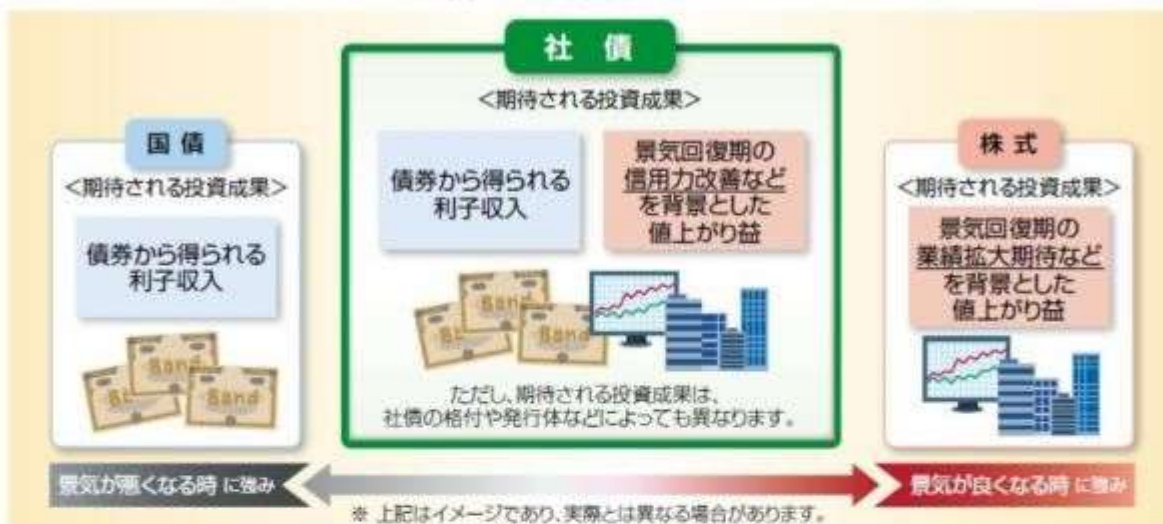 社 債
<期待される投資成果>
債券から得られる
利子収入
景気回復期の
信用力改善など
を背景とした
値上がり益
Band
Band
ただし、期待される投資成果は、
社債の格付や発行体などによっても異なります。
国 債
<期待される投資成果>
債券から得られる
利子収入
Band
Band
株 式
<期待される投資成果>
景気回復期の
業績拡大期待など
を背景とした
値上がり益
景気が悪くなる時 に強み
景気が良くなる時 に強み
※ 上記はイメージであり、実際とは異なる場合があります。